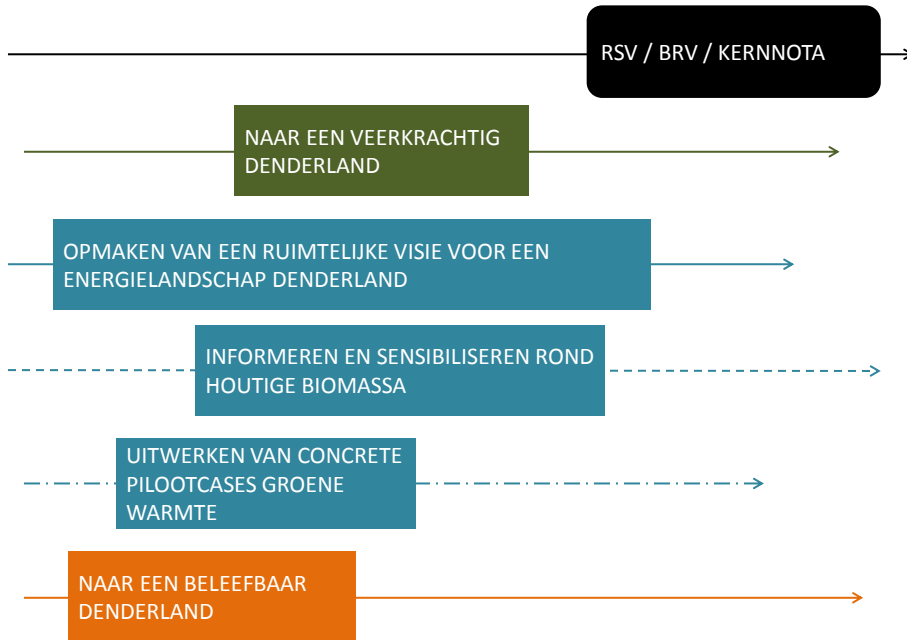 RSV / BRV / KERNNOTA
NAAR EEN VEERKRACHTIG
DENDERLAND
OPMAKEN VAN EEN RUIMTELIJKE VISIE VOOR EEN
ENERGIELANDSCHAP DENDERLAND
INFORMEREN EN SENSIBILISEREN ROND
HOUTIGE BIOMASSA
UITWERKEN VAN CONCRETE
PILOOTCASES GROENE
WARMTE
NAAR EEN BELEEFBAAR
DENDERLAND